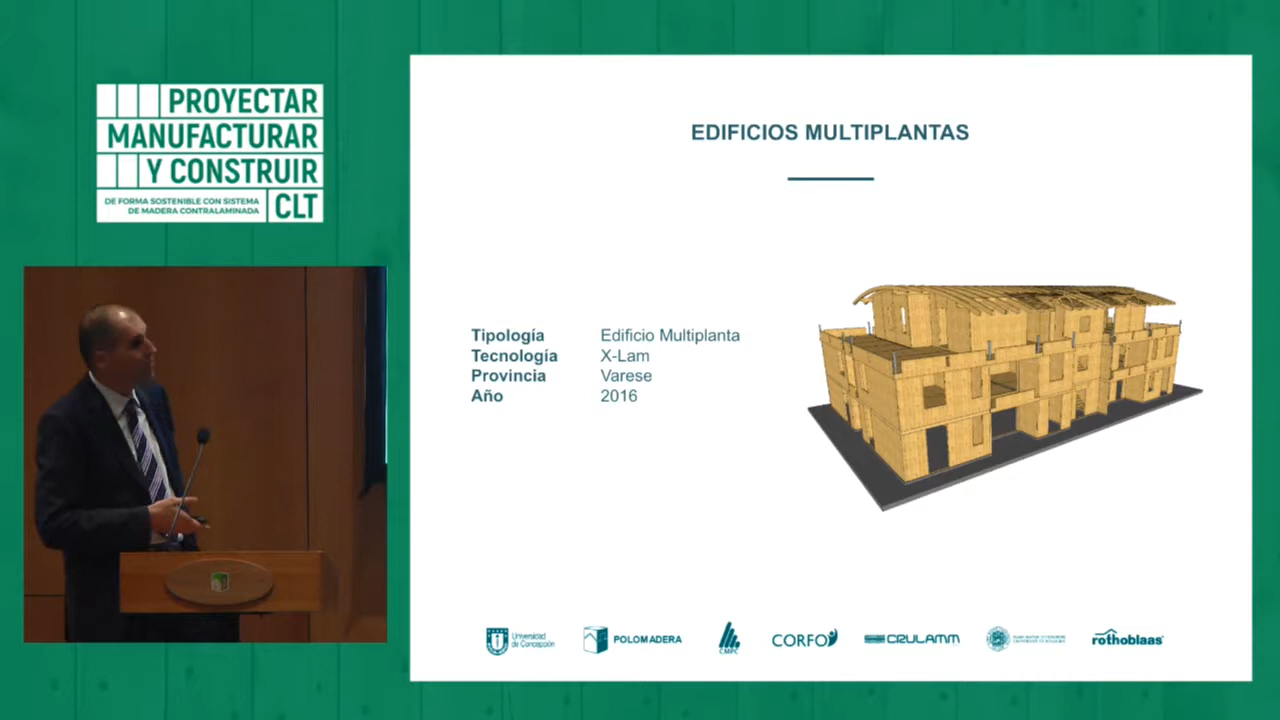 PROYECTAR
MANUFACTURAR
Y CONSTRUIR
DE FORMA SOSTENIBLE CON SISTEMA
DE MADERA CONTRALAMINADA
CLT
EDIFICIOS MULTIPLANTAS
Tipología Edificio Multiplanta
Tecnología X-Lam
Provincia Varese
Año 2016
Universidad
de Concepción
POLOMADERA
CMPC
CORFO
CRULAMM
rothoblaas